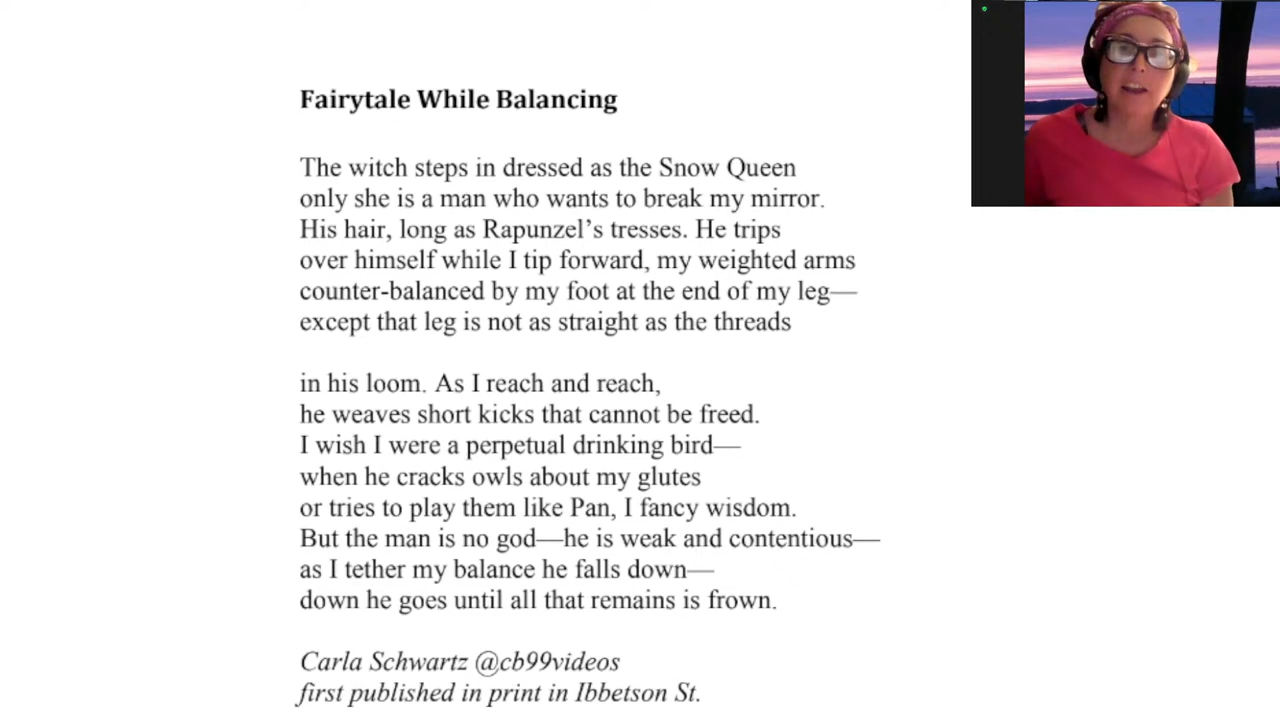 Fairytale While Balancing
The witch steps in dressed as the Snow Queen
only she is a man who wants to break my mirror.
His hair, long as Rapunzel’s tresses. He trips
over himself while I tip forward, my weighted arms
counter-balanced by my foot at the end of my leg—
except that leg is not as straight as the threads
in his loom. As I reach and reach,
he weaves short kicks that cannot be freed.
I wish I were a perpetual drinking bird—
when he cracks owls about my glutes
or tries to play them like Pan, I fancy wisdom.
But the man is no god—he is weak and contentious—
as I tether my balance he falls down—
down he goes until all that remains is frown.
Carla Schwartz @cb99videos
first published in print in Ibbetson St.